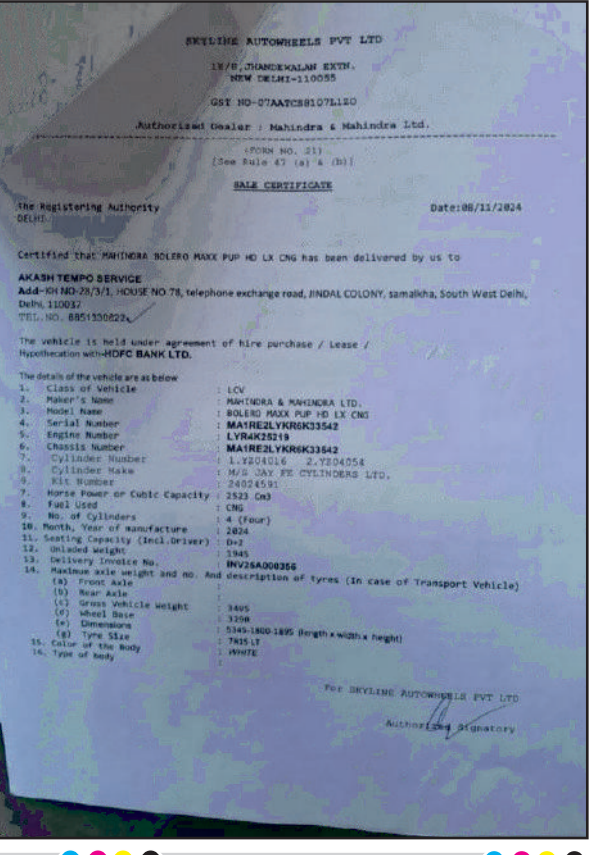 SKYLINE AUTOWHEELS PVT LTD
1E/8, JHANDEWALAN EXTN.
NEW DELHI-110055
GST NO-07AATCS8107L1ZO
Authorized Dealer : Mahindra & Mahindra Ltd.
(FORM NO. 21)
[See Rule 47 (a) & (b)]
SALE CERTIFICATE
The Registering Authority Date:08/11/2024
DELHI
Certified that MAHINDRA BOLERO MAXX PUP HD LX CNG has been delivered by us to
AKASH TEMPO SERVICE
Add-KH NO-28/3/1, HOUSE NO 78, telephone exchange road, JINDAL COLONY, samalkha, South West Delhi,
Delhi, 110037
TEL.NO. 8851330622
The vehicle is held under agreement of hire purchase / Lease /
Hypothecation with-HDFC BANK LTD.
The details of the vehicle are as below
1. Class of Vehicle : LCV
2. Maker's Name : MAHINDRA & MAHINDRA LTD.
3. Model Name : BOLERO MAXX PUP HD LX CNG
4. Serial Number : MA1RE2LYKR6K33542
5. Engine Number : LYR4K25219
6. Chassis Number : MA1RE2LYKR6K33542
7. Cylinder Number : 1.YZ04016 2.YZ04054
8. Cylinder Make : M/S JAY FE CYLINDERS LTD.
9. Kit Number : 24024591
7. Horse Power or Cubic Capacity : 2523 Cm3
8. Fuel Used : CNG
9. No. of Cylinders : 4 (Four)
10. Month, Year of manufacture : 2024
11. Seating Capacity (Incl.Driver) : D+2
12. Unladed Weight : 1945
13. Delivery Invoice No. : INV25A000356
14. Maximum axle weight and no. And description of tyres (In case of Transport Vehicle)
(a) Front Axle :
(b) Rear Axle :
(c) Gross Vehicle Weight : 3495
(d) Wheel Base
(e) Dimensions : 5345-1800-1895 (length x width x height)
(g) Tyre Size
15. Color of the Body : WHITE
16. Type of body :
For SKYLINE AUTOWHEELS PVT LTD
Authorized Signatory